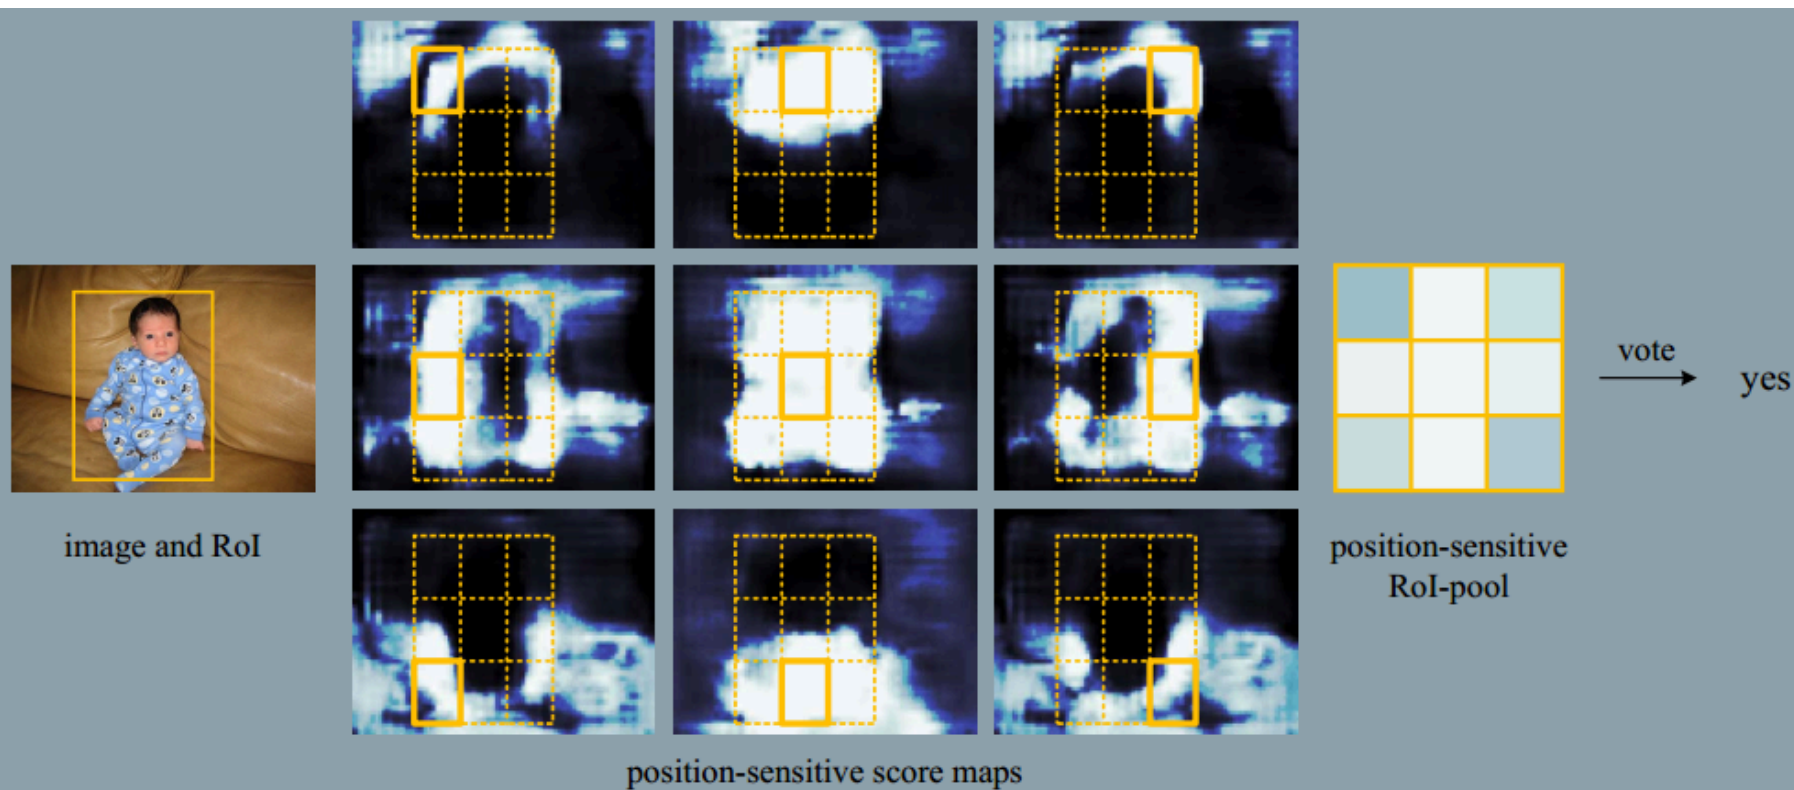 image and RoI
position-sensitive score maps
position-sensitive
RoI-pool
vote
yes